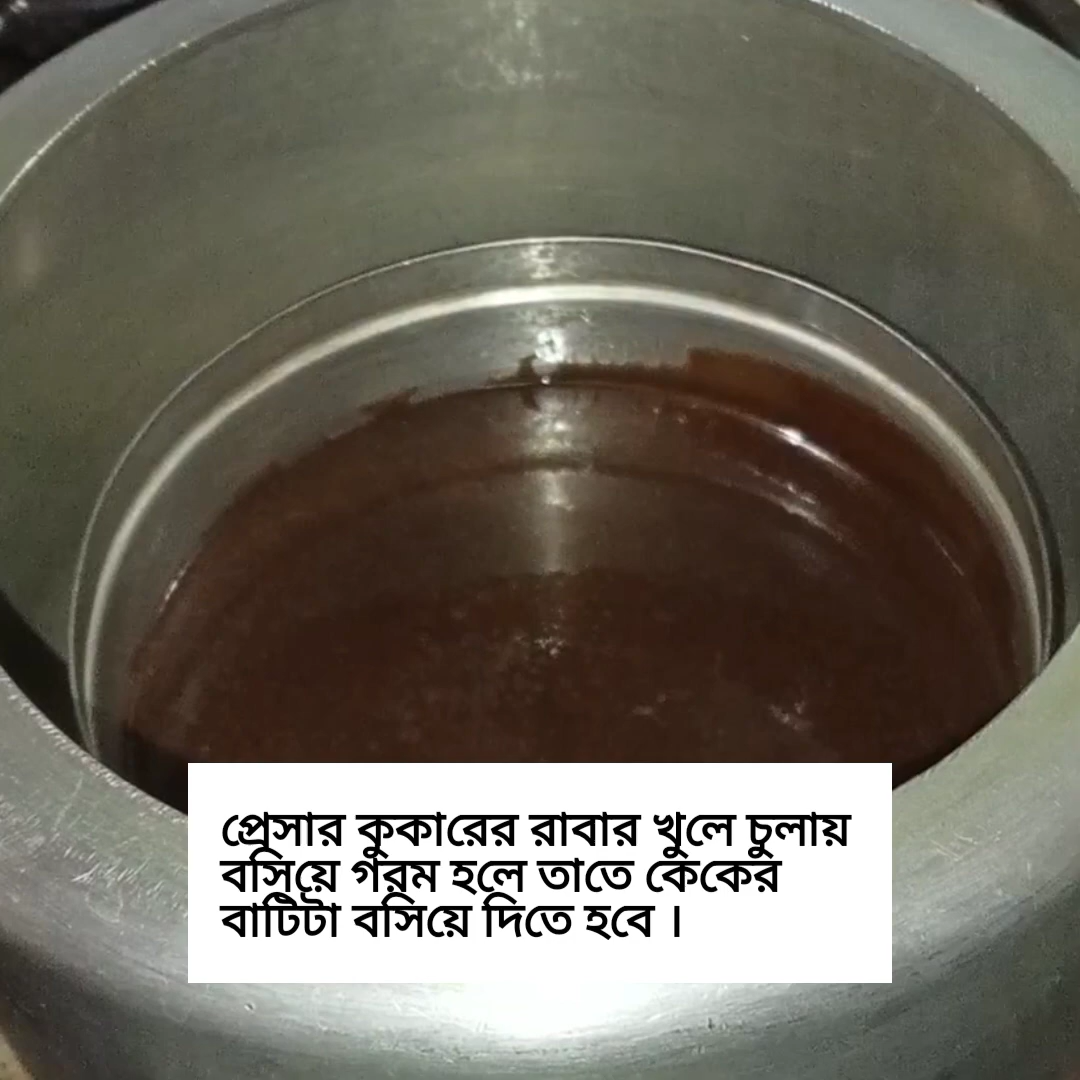 প্রেসার কুকারের রাবার খুলে চুলায়
বসিয়ে গরম হলে তাতে কেকের
বাটিটা বসিয়ে দিতে হবে ।